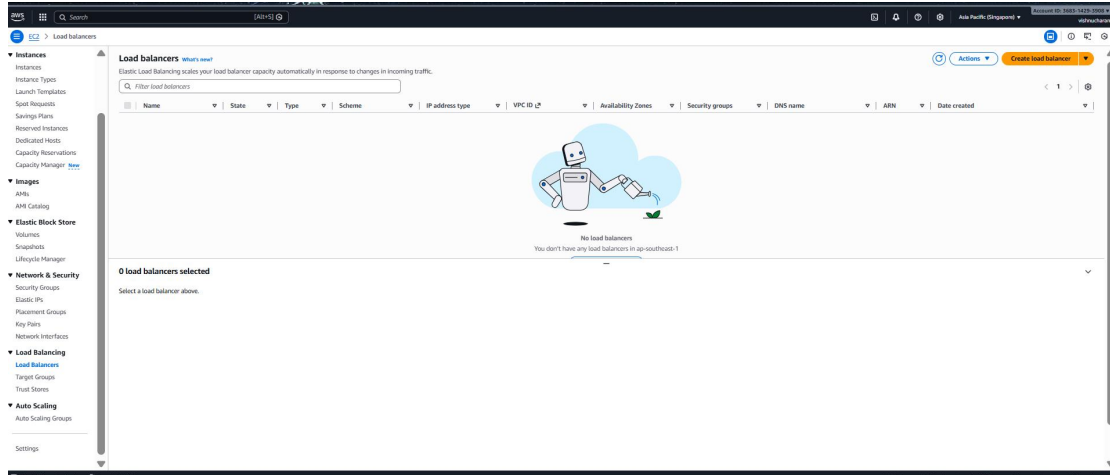 aws
Search
[Alt+S]
Asia Pacific (Singapore)
Account ID: 3683-1429-3908
vishnucharan
EC2 > Load balancers
Instances
Instances
Instance Types
Launch Templates
Spot Requests
Savings Plans
Reserved Instances
Dedicated Hosts
Capacity Reservations
Capacity Manager New
Images
AMIs
AMI Catalog
Elastic Block Store
Volumes
Snapshots
Lifecycle Manager
Network & Security
Security Groups
Elastic IPs
Placement Groups
Key Pairs
Network Interfaces
Load Balancing
Load Balancers
Target Groups
Trust Stores
Auto Scaling
Auto Scaling Groups
Settings
Load balancers What's new?
Actions
Create load balancer
Elastic Load Balancing scales your load balancer capacity automatically in response to changes in incoming traffic.
Filter load balancers
1
Name State Type Scheme IP address type VPC ID Availability Zones Security groups DNS name ARN Date created
No load balancers
You don't have any load balancers in ap-southeast-1
0 load balancers selected
Select a load balancer above.